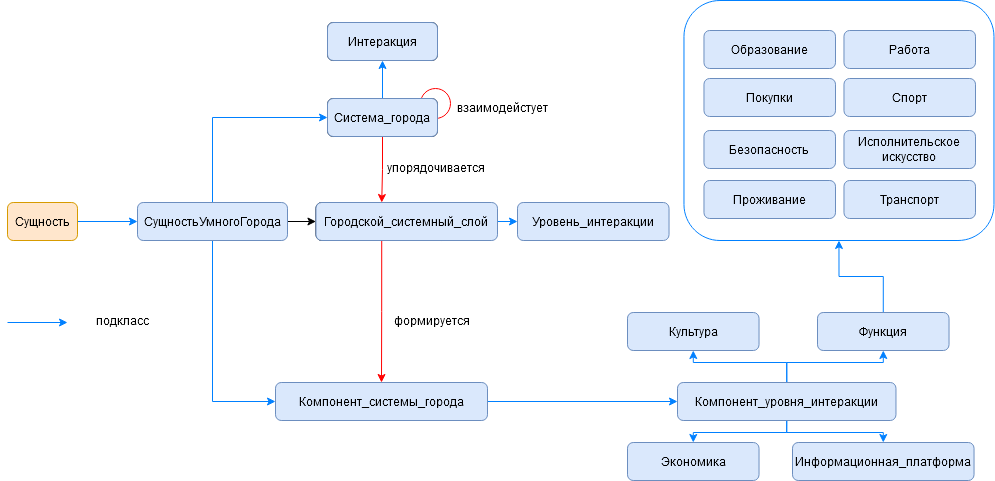 Интеракция
Образование
Работа
Система_города
взаимодейстует
Покупки
Спорт
упорядочивается
Безопасность
Исполнительское
искусство
Сущность
СущностьУмногоГорода
Городской_системный_слой
Уровень_интеракции
Проживание
Транспорт
подкласс
формируется
Культура
Функция
Компонент_системы_города
Компонент_уровня_интеракции
Экономика
Информационная_платформа